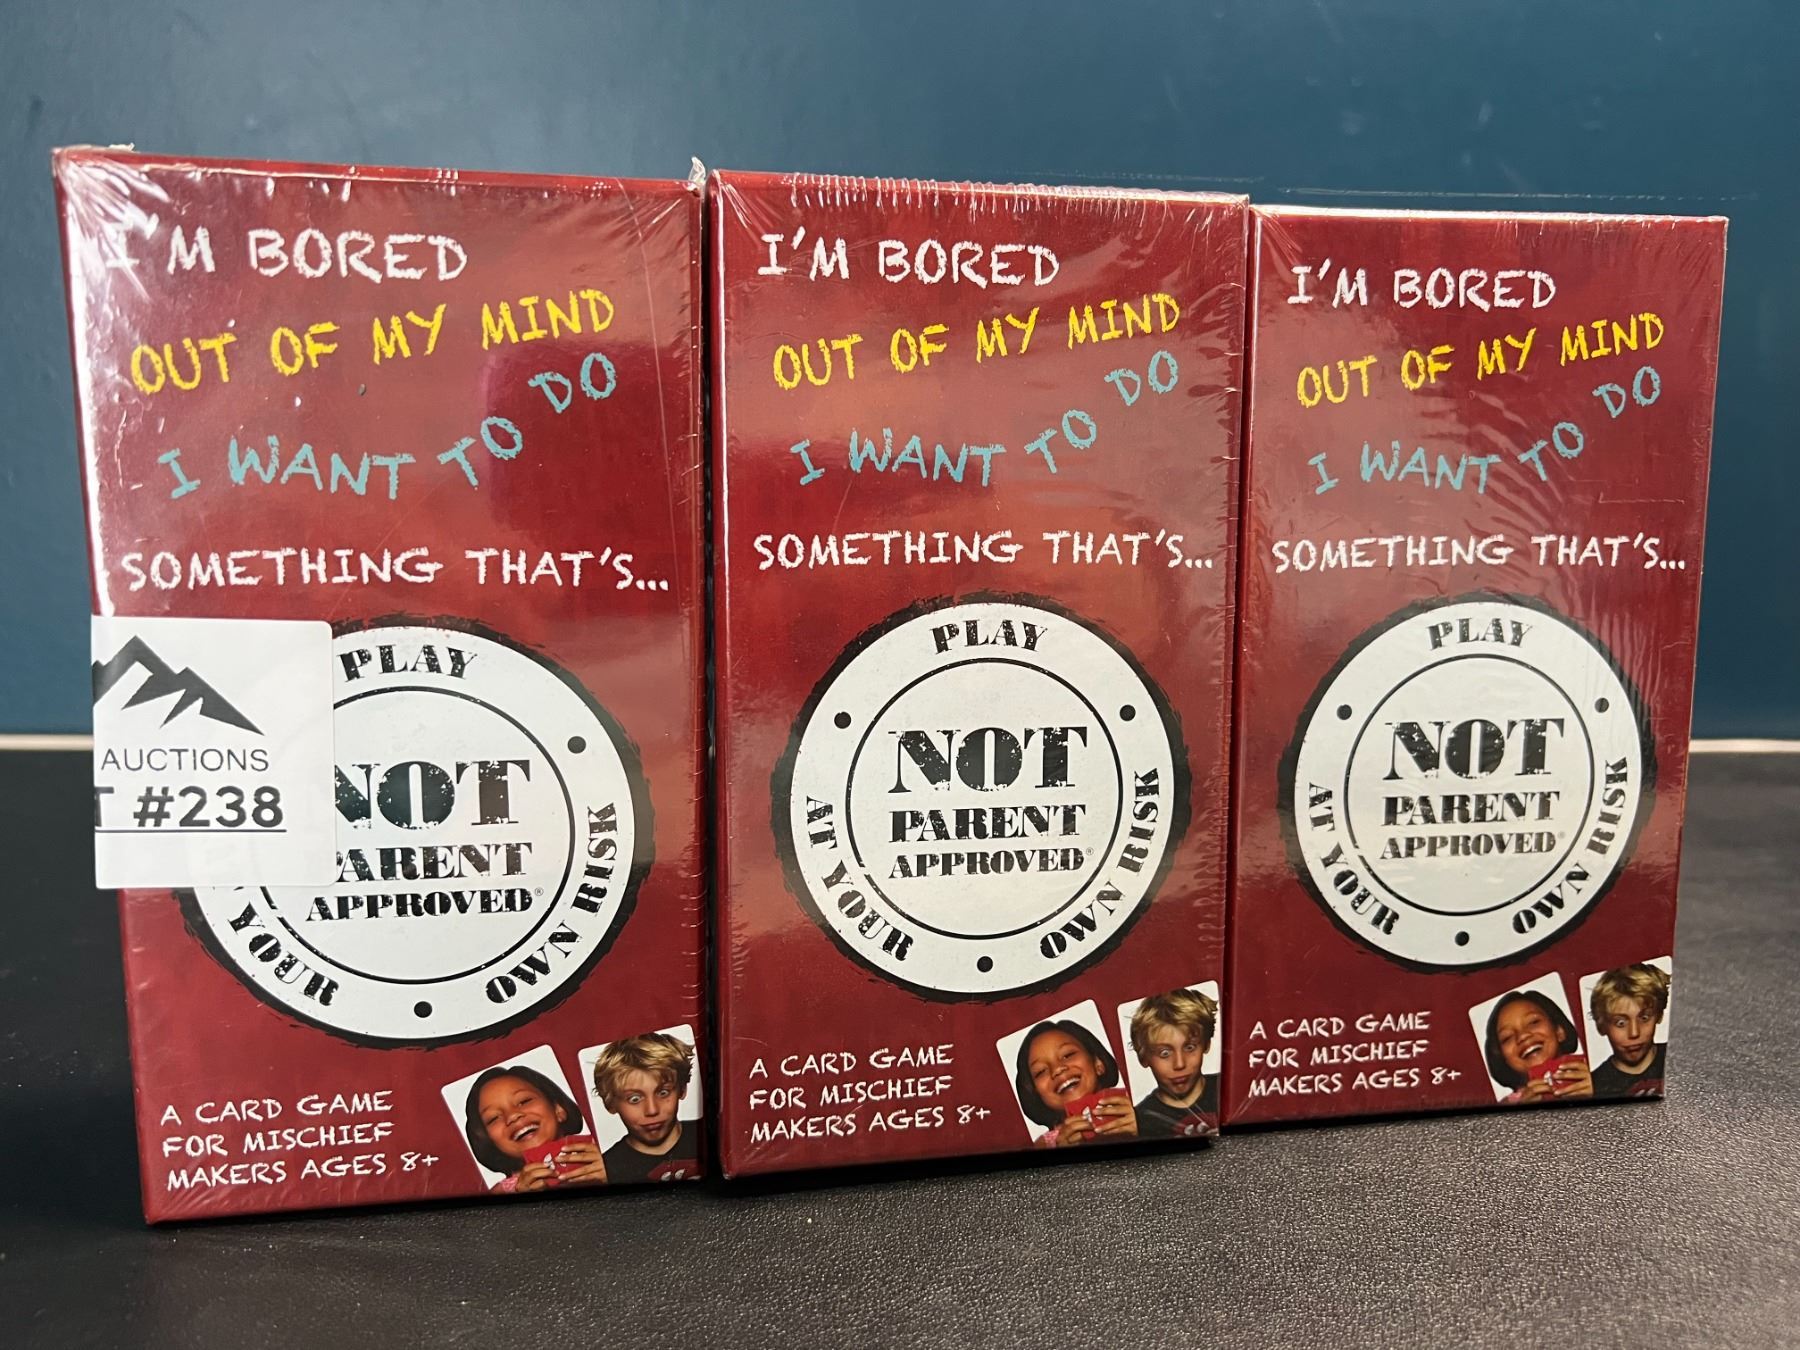 I'M BORED
OUT OF MY MIND
I WANT TO DO
SOMETHING THAT'S...
PLAY
AT YOUR
OWN RISK
NOT
PARENT
APPROVED®
A CARD GAME
FOR MISCHIEF
MAKERS AGES 8+
AUCTIONS
#238
I'M BORED
OUT OF MY MIND
I WANT TO DO
SOMETHING THAT'S...
PLAY
AT YOUR
OWN RISK
NOT
PARENT
APPROVED®
A CARD GAME
FOR MISCHIEF
MAKERS AGES 8+
I'M BORED
OUT OF MY MIND
I WANT TO DO
SOMETHING THAT'S...
PLAY
AT YOUR
OWN RISK
NOT
PARENT
APPROVED®
A CARD GAME
FOR MISCHIEF
MAKERS AGES 8+